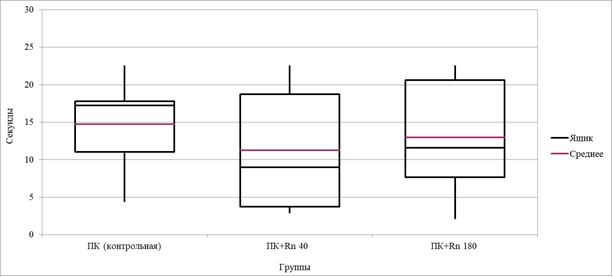 30
25
20
15
10
5
0
Секунды
ПК (контрольная)
ПК+Rn 40
ПК+Rn 180
Группы
Ящик
Среднее